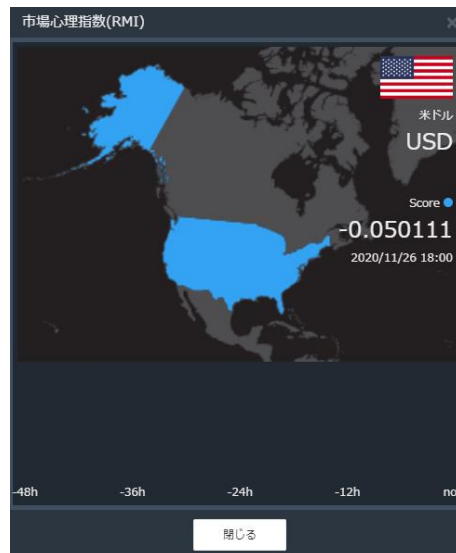 市場心理指数(RMI)
×
米ドル
USD
Score
-0.050111
2020/11/26 18:00
-48h -36h -24h -12h no
閉じる